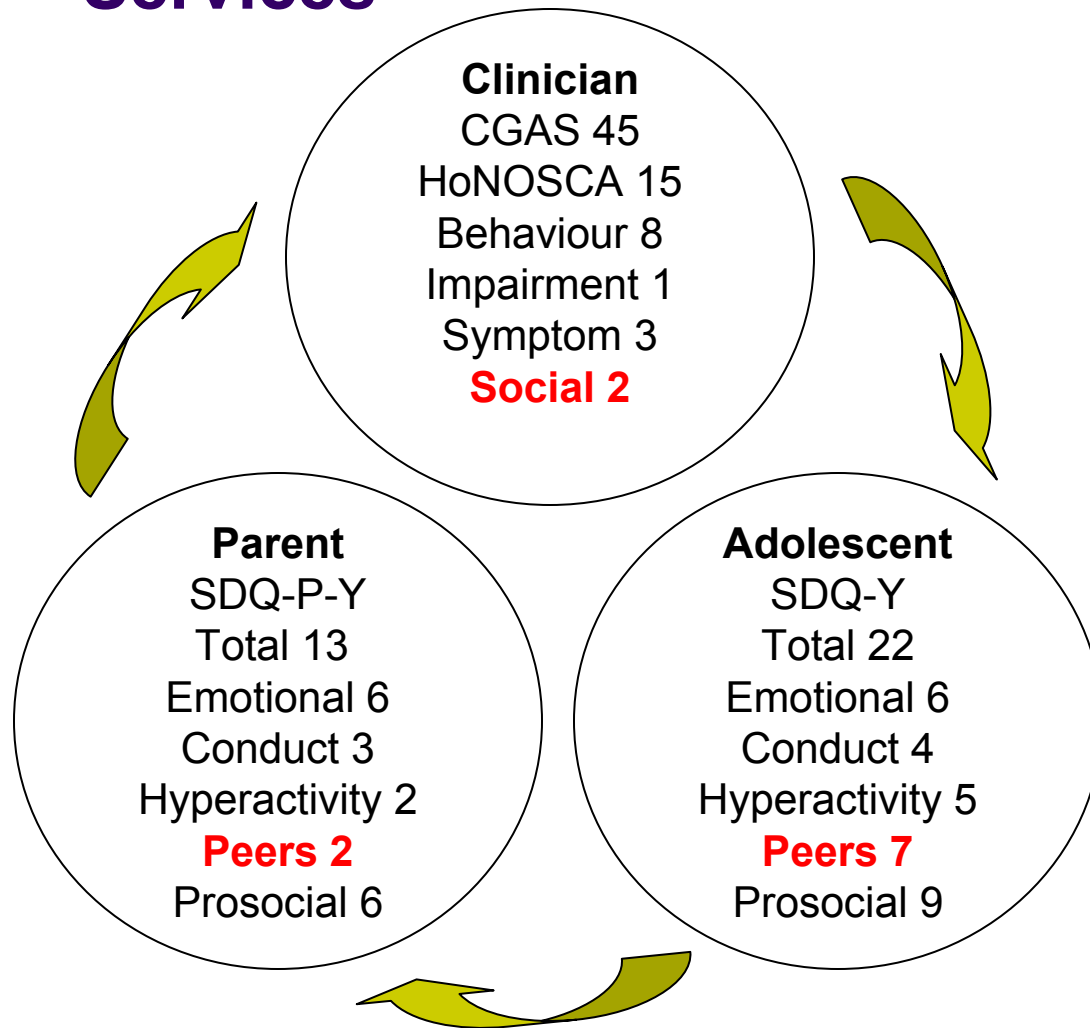 Clinician
CGAS 45
HoNOSCA 15
Behaviour 8
Impairment 1
Symptom 3
Social 2
Parent
SDQ-P-Y
Total 13
Emotional 6
Conduct 3
Hyperactivity 2
Peers 2
Prosocial 6
Adolescent
SDQ-Y
Total 22
Emotional 6
Conduct 4
Hyperactivity 5
Peers 7
Prosocial 9